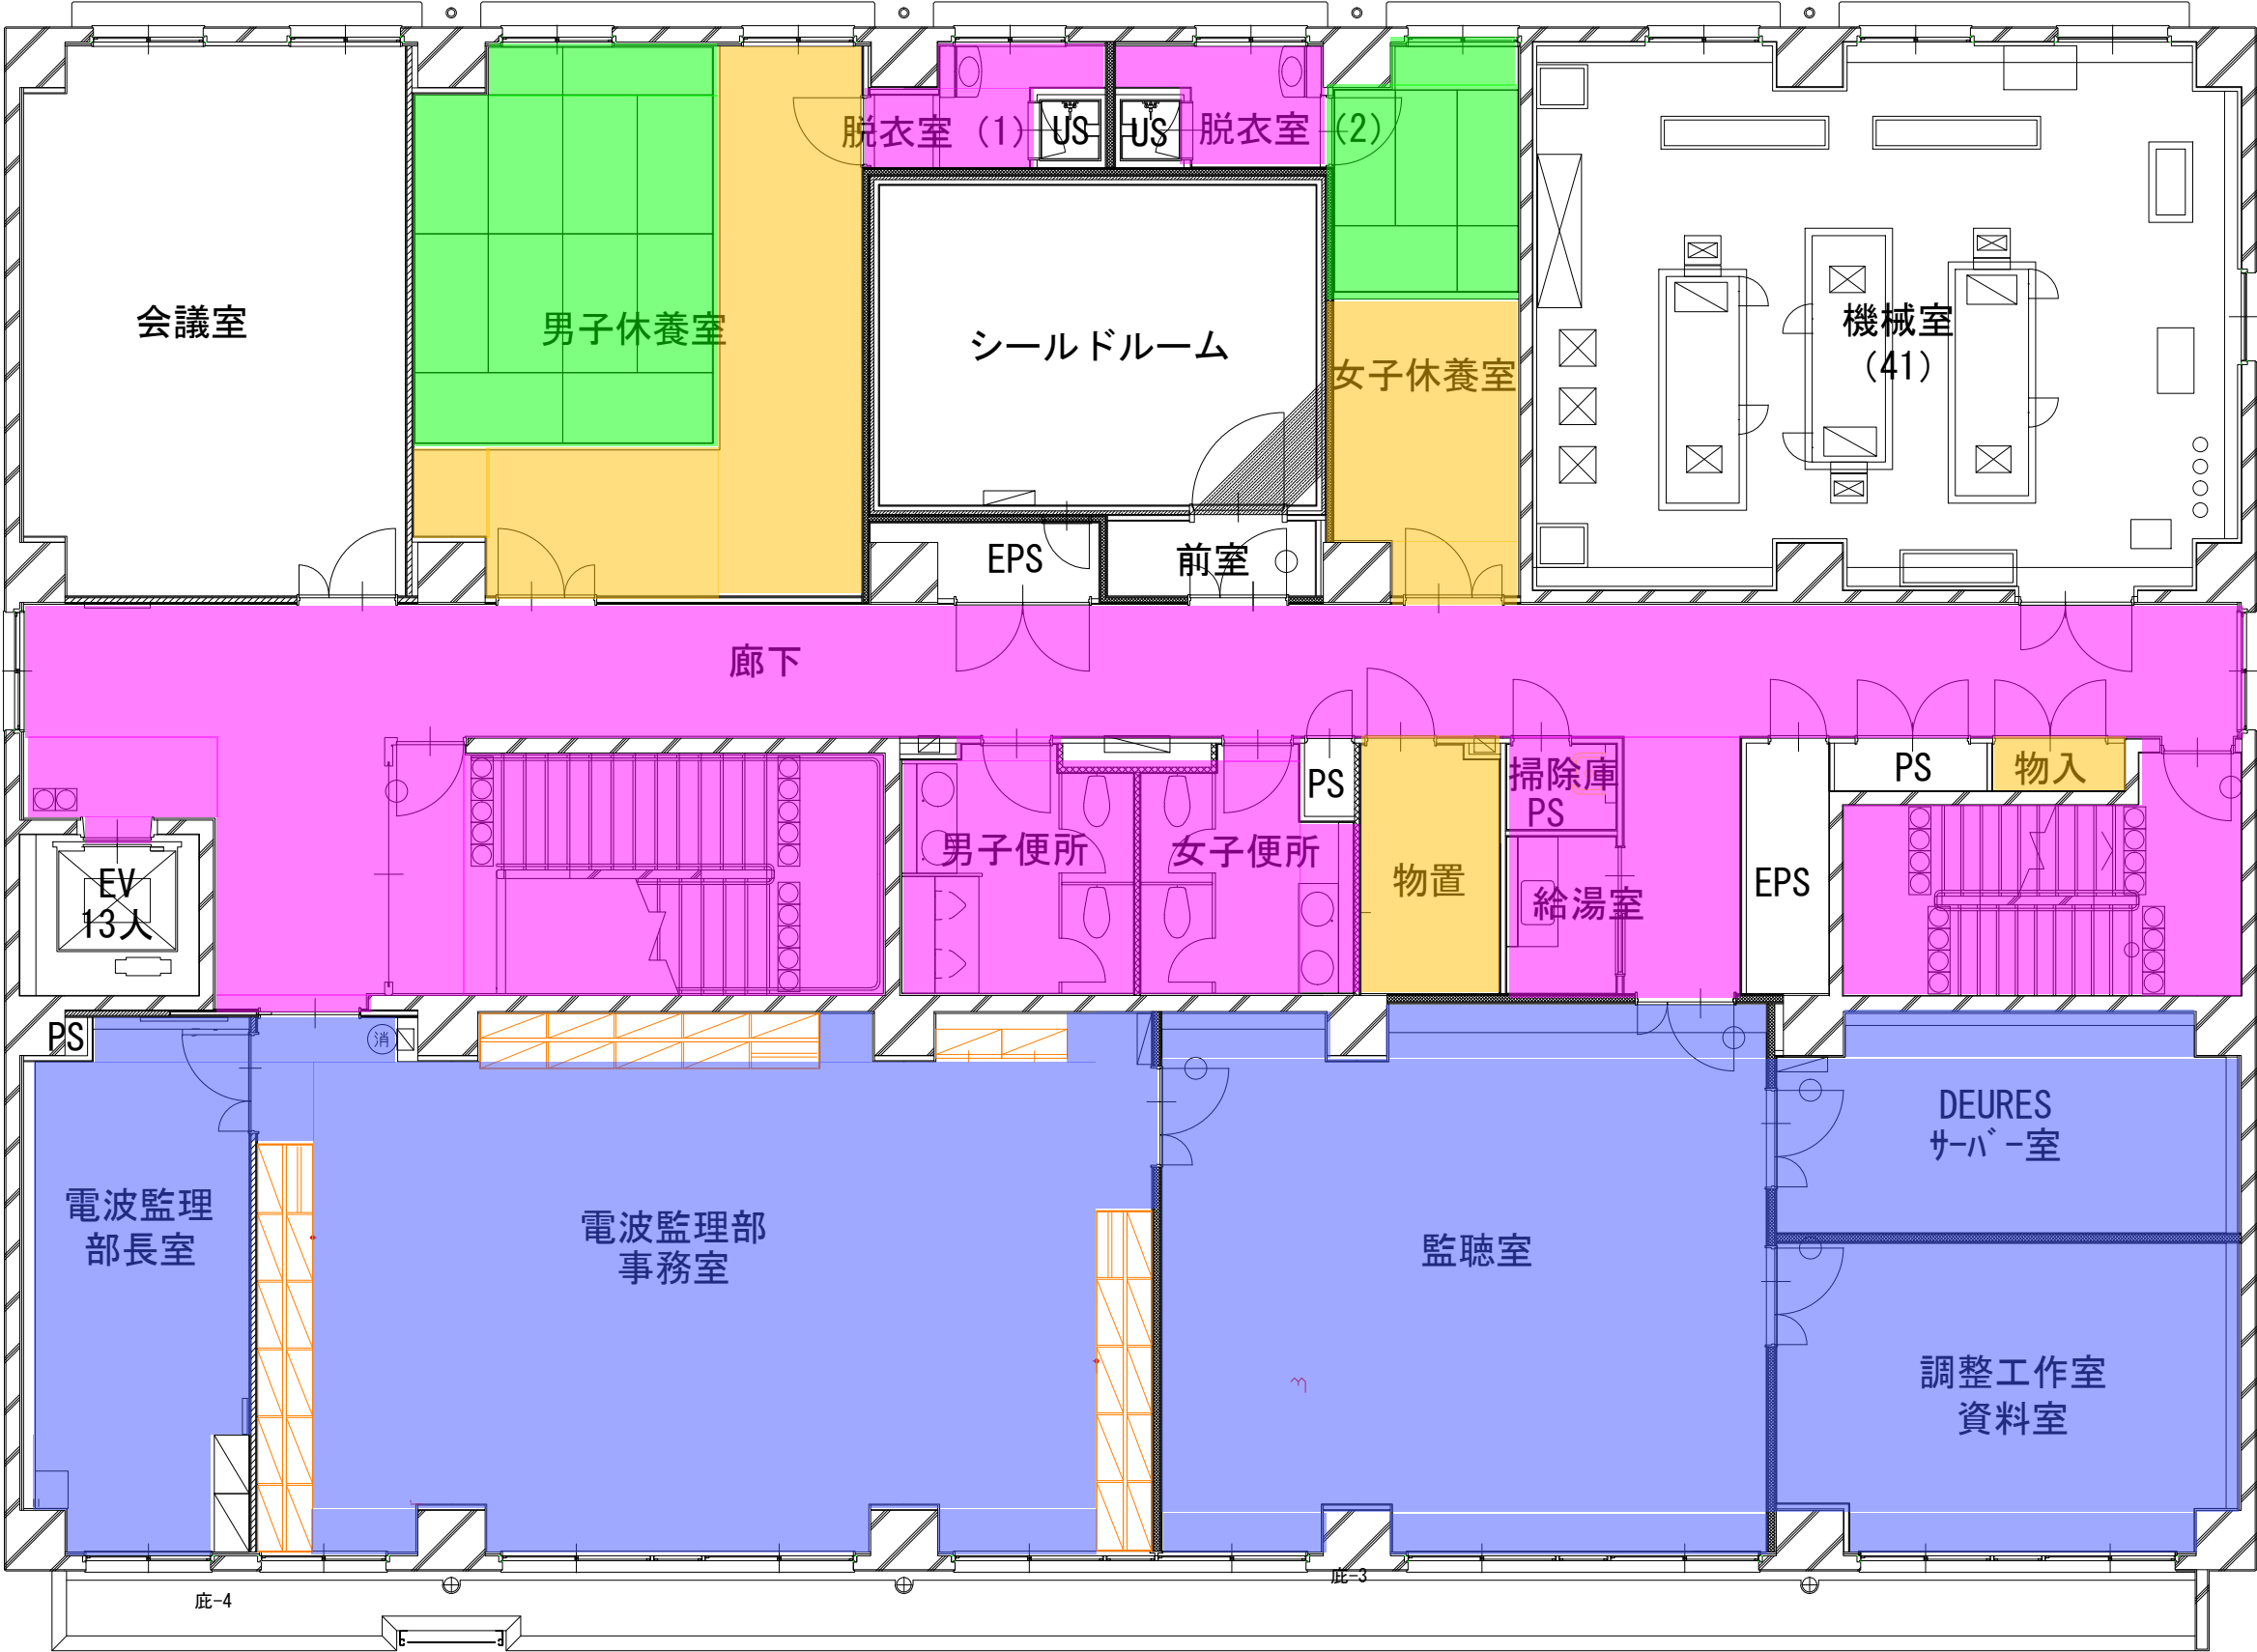 脱衣室 (1)
US
US
脱衣室 (2)
会議室
男子休養室
シールドルーム
女子休養室
機械室
(41)
EPS
前室
廊下
PS
掃除庫
PS
PS
物入
男子便所
女子便所
物置
給湯室
EPS
EV
13人
PS
消
電波監理
部長室
電波監理部
事務室
監聴室
DEURES
ｻｰﾊﾞｰ室
調整工作室
資料室
庇-4
庇-3